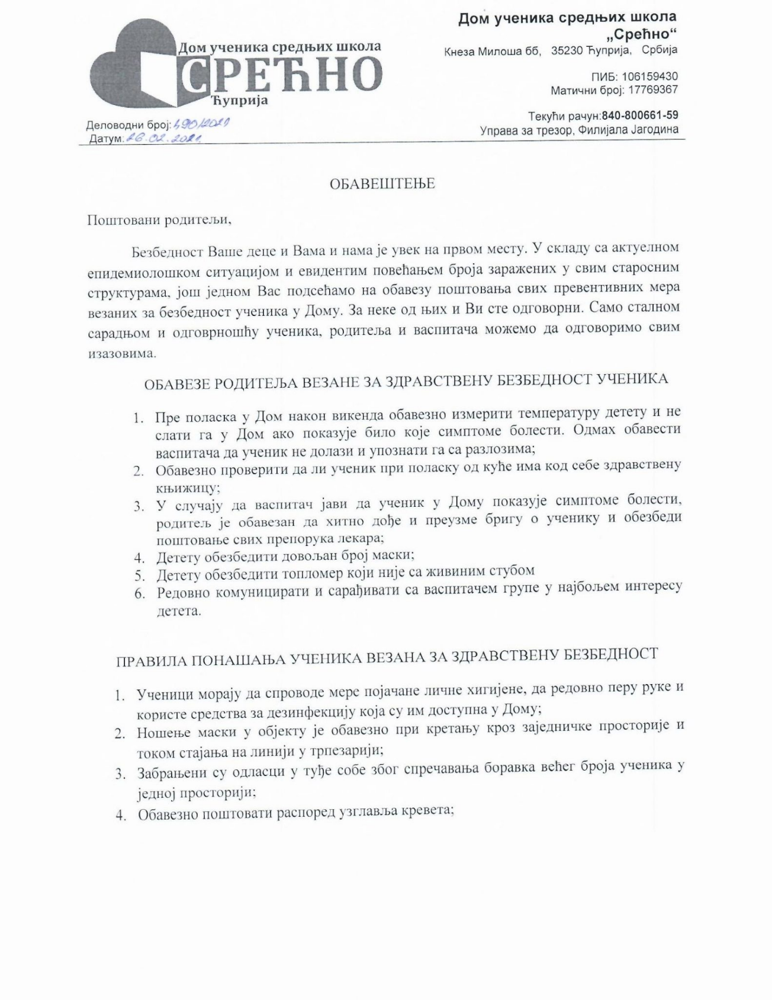 Дом ученика средњих школа
СРЕЋНО
Ћуприја
Деловодни број:
Датум: 26.02.2021.
Дом ученика средњих школа
„Срећно“
Кнеза Милоша бб, 35230 Ћуприја, Србија
ПИБ: 106159430
Матични број: 17769367
Текући рачун:840-800661-59
Управа за трезор, Филијала Јагодина
ОБАВЕШТЕЊЕ
Поштовани родитељи,
Безбедност Ваше деце и Вама и нама је увек на првом месту. У складу са актуелном
епидемиолошком ситуацијом и евидентим повећањем броја заражених у свим старосним
структурама, још једном Вас подсећамо на обавезу поштовања свих превентивних мера
везаних за безбедност ученика у Дому. За неке од њих и Ви сте одговорни. Само сталном
сарадњом и одговрношћу ученика, родитеља и васпитача можемо да одговоримо свим
изазовима.
ОБАВЕЗЕ РОДИТЕЉА ВЕЗАНЕ ЗА ЗДРАВСТВЕНУ БЕЗБЕДНОСТ УЧЕНИКА
1. Пре поласка у Дом након викенда обавезно измерити температуру детету и не
слати га у Дом ако показује било које симптоме болести. Одмах обавести
васпитача да ученик не долази и упознати га са разлозима;
2. Обавезно проверити да ли ученик при поласку од куће има код себе здравствену
књижицу;
3. У случају да васпитач јави да ученик у Дому показује симптоме болести,
родитељ је обавезан да хитно дође и преузме бригу о ученику и обезбеди
поштовање свих препорука лекара;
4. Детету обезбедити довољан број маски;
5. Детету обезбедити топломер који није са живиним стубом
6. Редовно комуницирати и сарађивати са васпитачем групе у најбољем интересу
детета.
ПРАВИЛА ПОНАШАЊА УЧЕНИКА ВЕЗАНА ЗА ЗДРАВСТВЕНУ БЕЗБЕДНОСТ
1. Ученици морају да спроводе мере појачане личне хигијене, да редовно перу руке и
користе средства за дезинфекцију која су им доступна у Дому;
2. Ношење маски у објекту је обавезно при кретању кроз заједничке просторије и
током стајања на линији у трпезарији;
3. Забрањени су одласци у туђе собе због спречавања боравка већег броја ученика у
једној просторији;
4. Обавезно поштовати распоред узглавља кревета;